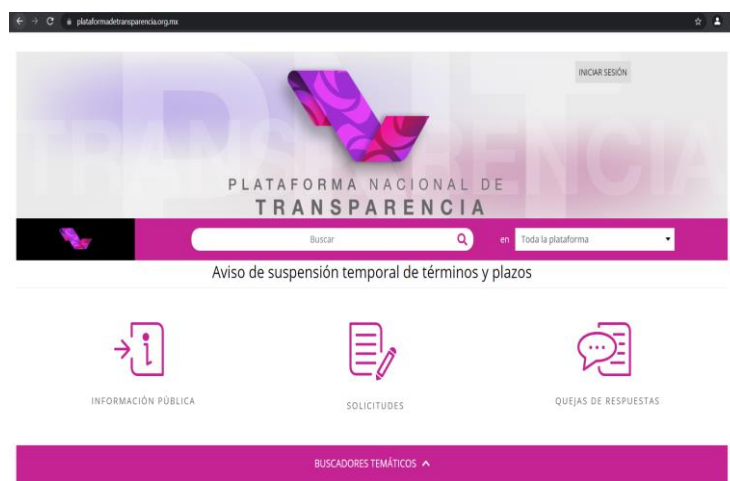 plataformadetransparencia.org.mx
INICIAR SESIÓN
PNT
TRANSPARENCIA
PLATAFORMA NACIONAL DE
TRANSPARENCIA
Buscar
en
Toda la plataforma
Aviso de suspensión temporal de términos y plazos
INFORMACIÓN PÚBLICA
SOLICITUDES
QUEJAS DE RESPUESTAS
BUSCADORES TEMÁTICOS